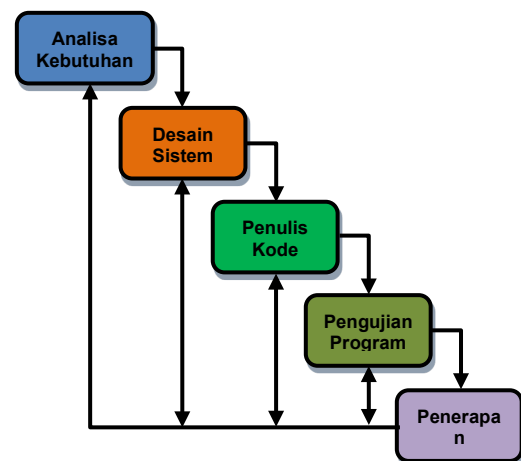 Analisa
Kebutuhan
Desain
Sistem
Penulis
Kode
Pengujian
Program
Penerapa
n